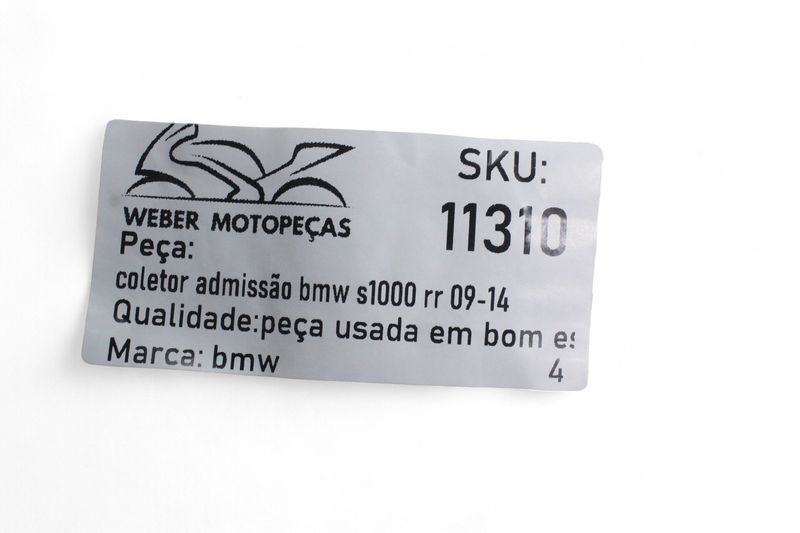 WEBER MOTOPEÇAS
SKU:
11310
Peça:
coletor admissão bmw s1000 rr 09-14
Qualidade:peça usada em bom
Marca: bmw
4